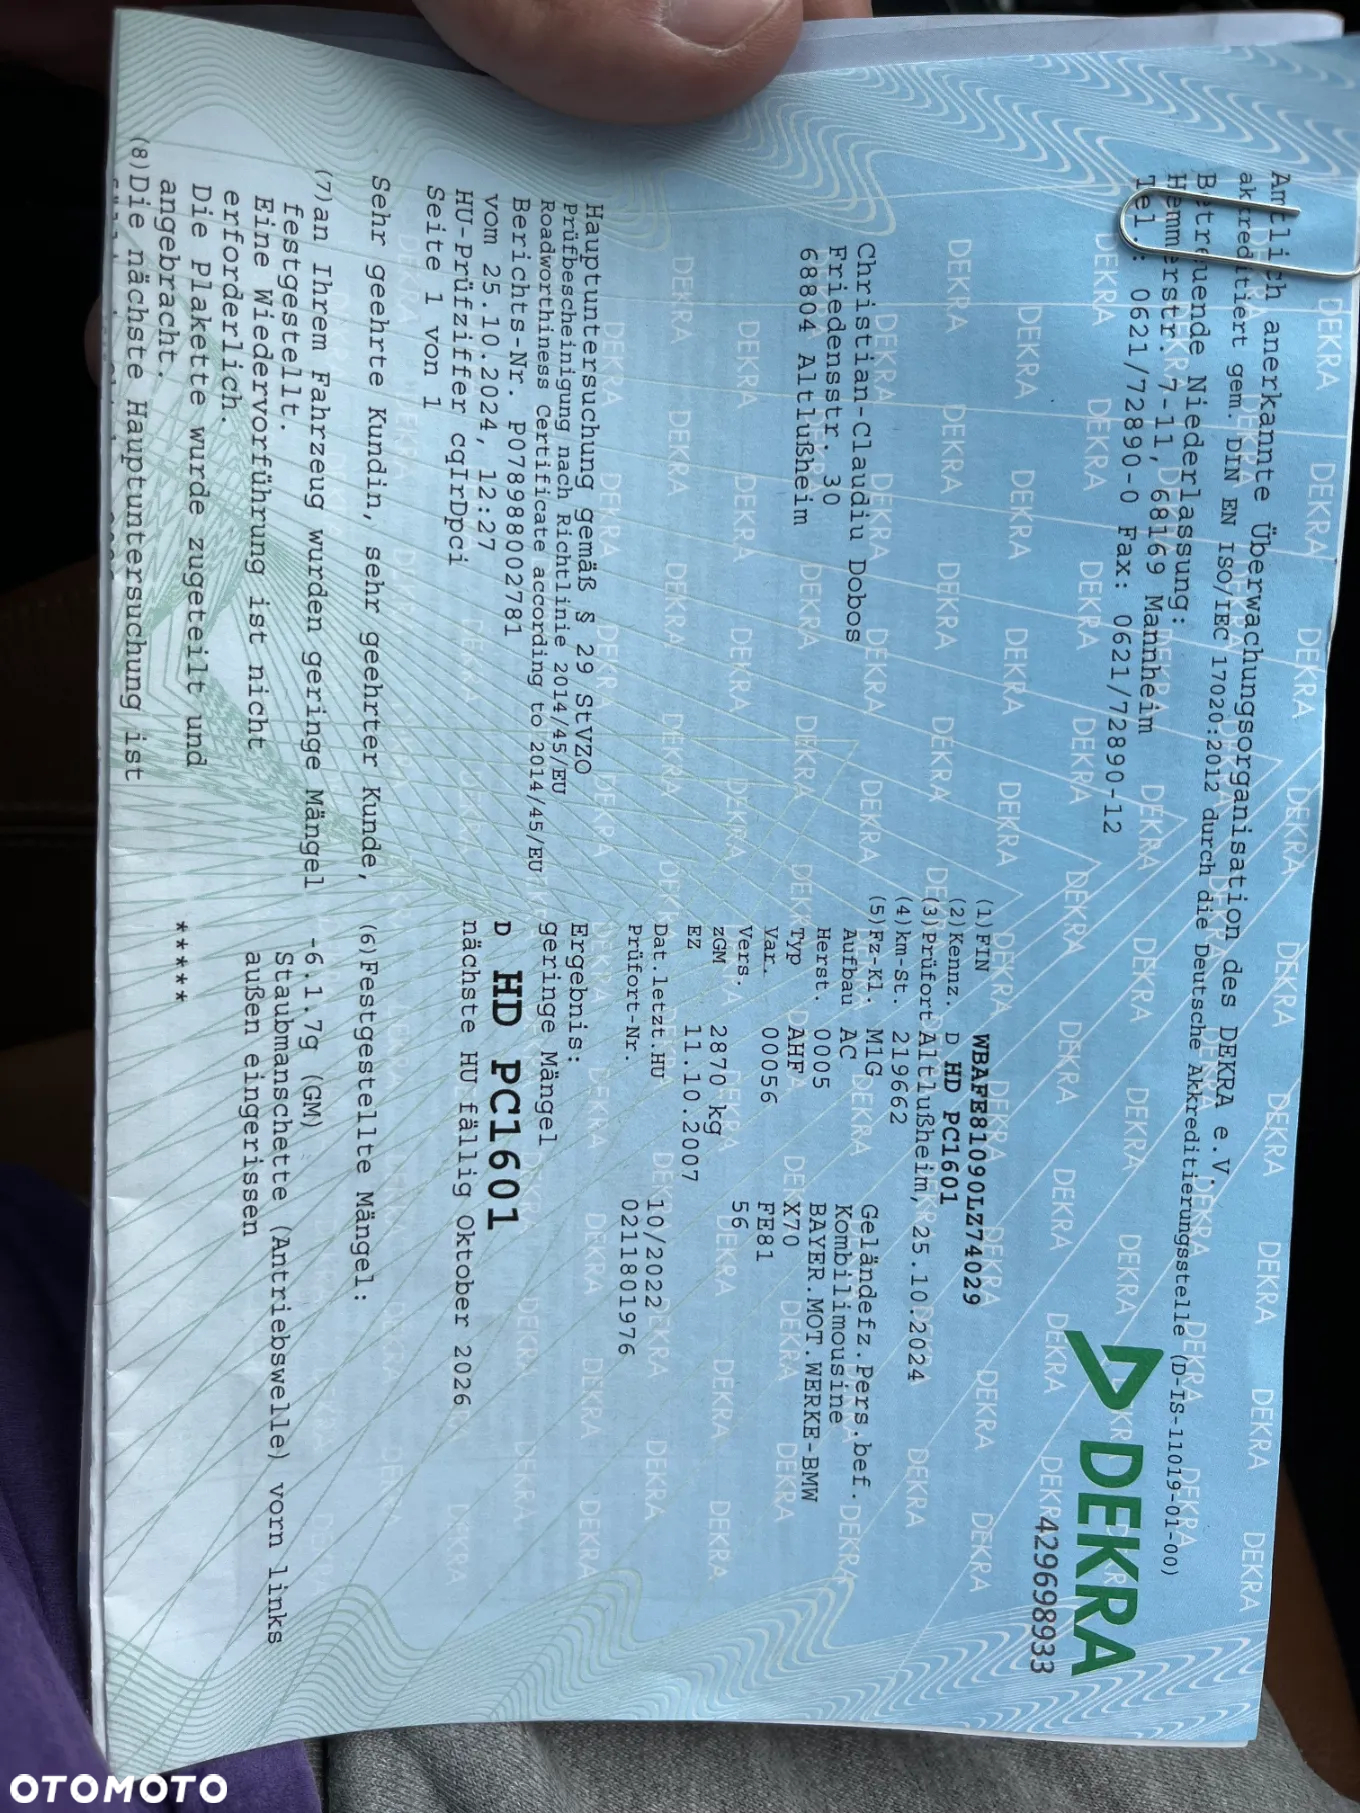 Amtlich anerkannte Überwachungsorganisation des DEKRA e.V.
akkreditiert gem. DIN EN ISO/IEC 17020:2012 durch die Deutsche Akkreditierungsstelle (D-IS-11019-01-00)
Betreuende Niederlassung:
Hemmerstr. 7-11, 68169 Mannheim
Tel.: 0621/72890-0 Fax: 0621/72890-12
DEKRA
429698933
Christian-Claudiu Dobos
Friedensstr. 30
68804 Altlußheim
(1)FIN WBAFE81090LZ74029
(2)Kennz. D HD PC1601
(3)Prüfort Altlußheim, 25.10.2024
(4)km-St. 219662
(5)Fz-Kl. M1G Geländefz.Pers.bef.
Aufbau AC Kombilimousine
Herst. 0005 BAYER.MOT.WERKE-BMW
Typ AHF X70
Var. 00056 FE81
Vers. 56
zGM 2870 kg
EZ 11.10.2007
Dat.letzt.HU 10/2022
Prüfort-Nr. 0211801976
Hauptuntersuchung gemäß § 29 StVZO
Prüfbescheinigung nach Richtlinie 2014/45/EU
Roadworthiness Certificate according to 2014/45/EU
Berichts-Nr. P07898002781
vom 25.10.2024, 12:27
HU-Prüfziffer cqIrDpci
Seite 1 von 1
Ergebnis:
geringe Mängel
D HD PC1601
nächste HU fällig Oktober 2026
Sehr geehrte Kundin, sehr geehrter Kunde,
(7)an Ihrem Fahrzeug wurden geringe Mängel
festgestellt.
Eine Wiedervorführung ist nicht
erforderlich.
Die Plakette wurde zugeteilt und
angebracht.
(8)Die nächste Hauptuntersuchung ist
(6)Festgestellte Mängel:
-6.1.7g (GM)
Staubmanschette (Antriebswelle) vorn links
außen eingerissen
*****
OTOMOTO